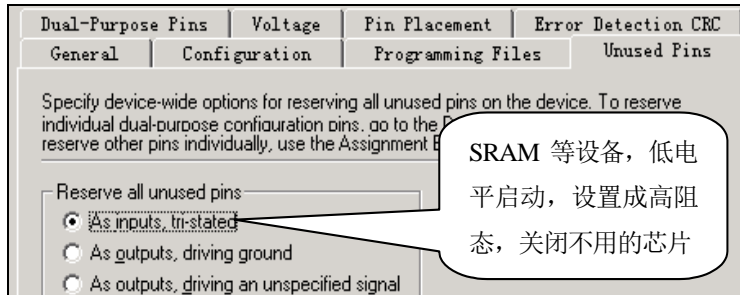 Dual-Purpose Pins Voltage Pin Placement Error Detection CRC
General Configuration Programming Files Unused Pins
Specify device-wide options for reserving all unused pins on the device. To reserve
individual dual-purpose configuration pins, go to the
reserve other pins individually, use the Assignment
SRAM 等设备，低电
平启动，设置成高阻
态，关闭不用的芯片
Reserve all unused pins
As inputs, tri-stated
As outputs, driving ground
As outputs, driving an unspecified signal